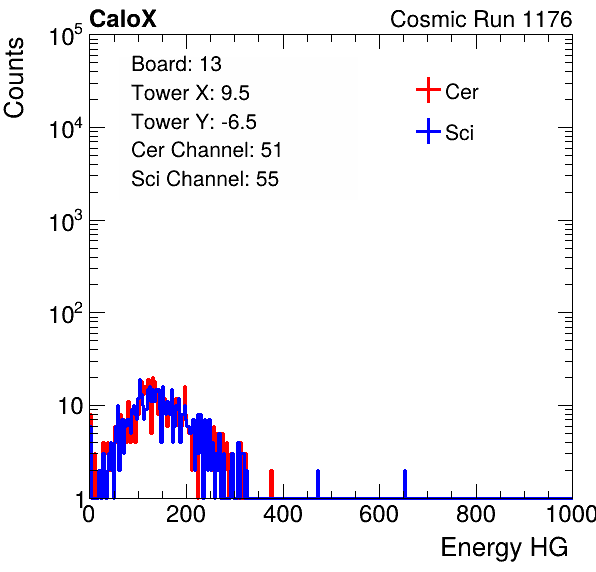 CaloX Cosmic Run 1176
Counts
10^5
10^4
10^3
10^2
10
1
Board: 13
Tower X: 9.5
Tower Y: -6.5
Cer Channel: 51
Sci Channel: 55
Cer
Sci
0 200 400 600 800 1000
Energy HG